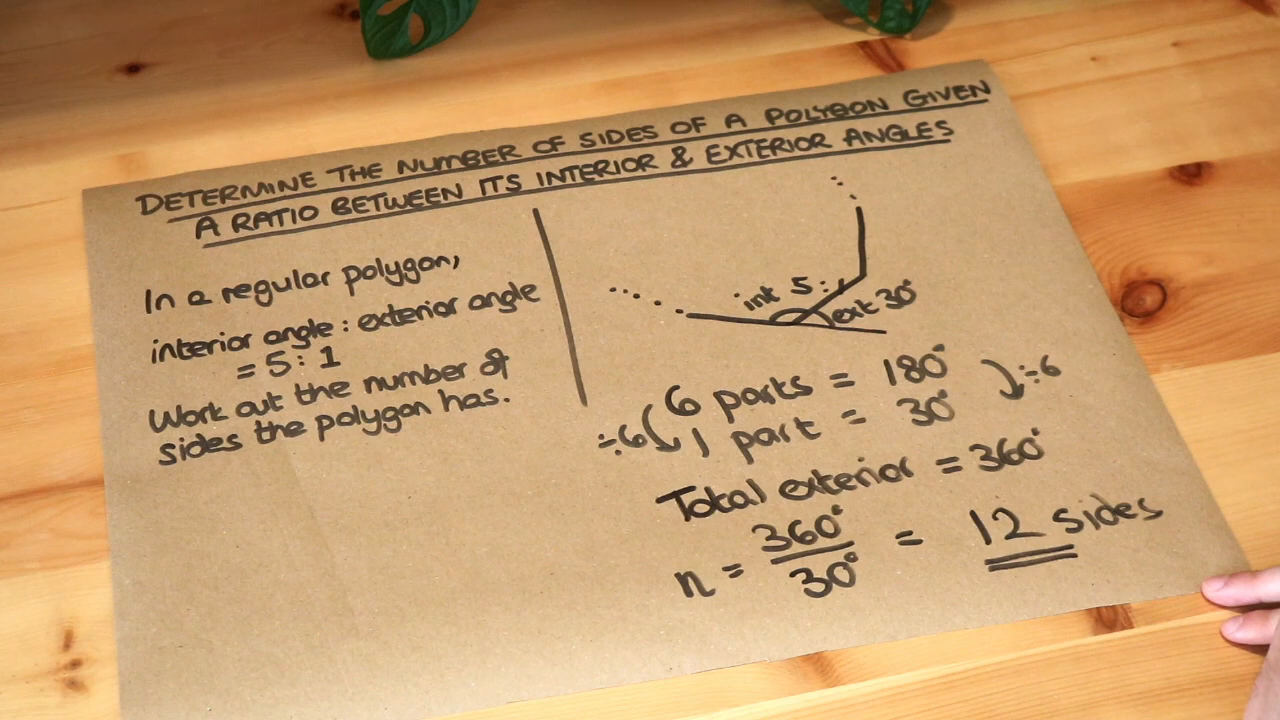 DETERMINE THE NUMBER OF SIDES OF A POLYGON GIVEN
A RATIO BETWEEN ITS INTERIOR & EXTERIOR ANGLES
In a regular polygon,
interior angle : exterior angle
= 5 : 1
Work out the number of
sides the polygon has.
int 5 : 1
ext 30°
6 parts = 180° ÷6
÷6 1 part = 30°
Total exterior = 360°
n = 360°/30° = 12 sides